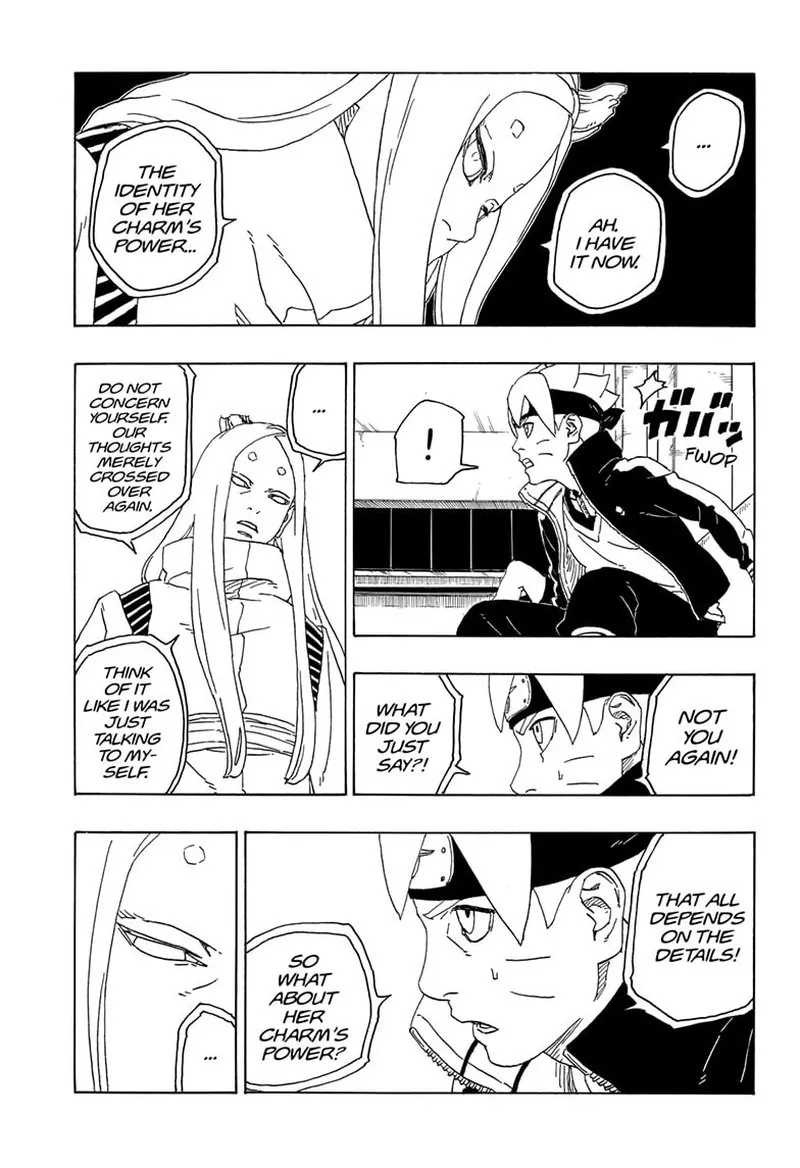 ...
AH.
I HAVE
IT NOW.
THE
IDENTITY
OF HER
CHARM'S
POWER...
ガバッ
FWOP
!
...
DO NOT
CONCERN
YOURSELF.
OUR
THOUGHTS
MERELY
CROSSED
OVER
AGAIN.
THINK
OF IT
LIKE I WAS
JUST
TALKING
TO MY-
SELF.
NOT
YOU
AGAIN!
WHAT
DID YOU
JUST
SAY?!
THAT ALL
DEPENDS
ON THE
DETAILS!
SO
WHAT
ABOUT
HER
CHARM'S
POWER?
...